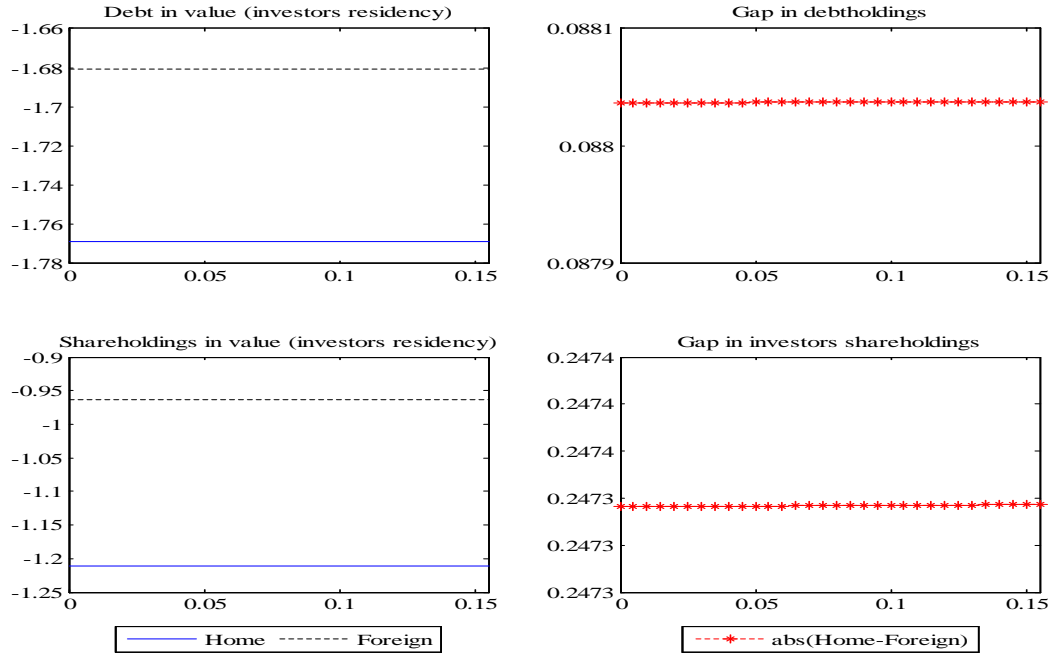 Debt in value (investors residency)
-1.66
-1.68
-1.7
-1.72
-1.74
-1.76
-1.78
0 0.05 0.1 0.15
Gap in debtholdings
0.0881
0.088
0.0879
0 0.05 0.1 0.15
Shareholdings in value (investors residency)
-0.9
-0.95
-1
-1.05
-1.1
-1.15
-1.2
-1.25
0 0.05 0.1 0.15
Gap in investors shareholdings
0.2474
0.2474
0.2474
0.2473
0.2473
0.2473
0 0.05 0.1 0.15
Home Foreign
abs(Home-Foreign)